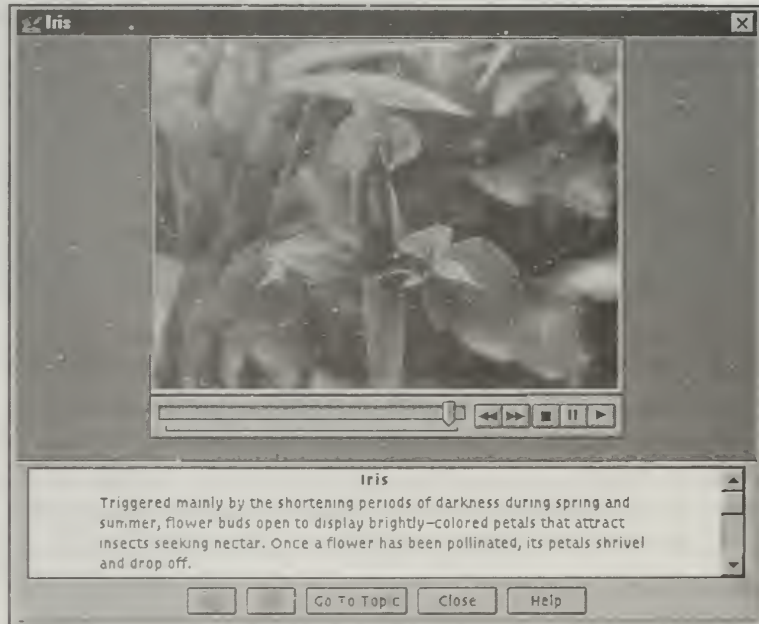 Iris
Iris
Triggered mainly by the shortening periods of darkness during spring and
summer, flower buds open to display brightly-colored petals that attract
insects seeking nectar. Once a flower has been pollinated, its petals shrivel
and drop off.
Go To Topic Close Help